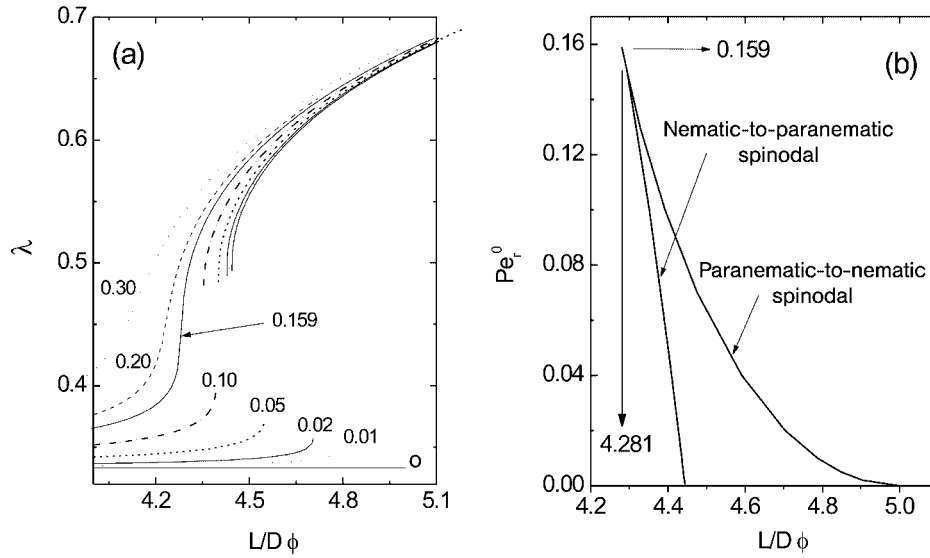 (a)
0.7
0.6
0.5
0.4
λ
0.30
0.20
0.159
0.10
0.05
0.02
0.01
0
4.2 4.5 4.8 5.1
L/D ϕ
(b)
0.16
0.12
0.08
0.04
0.00
Pe_r^0
0.159
Nematic-to-paranematic
spinodal
Paranematic-to-nematic
spinodal
4.281
4.2 4.4 4.6 4.8 5.0
L/D ϕ